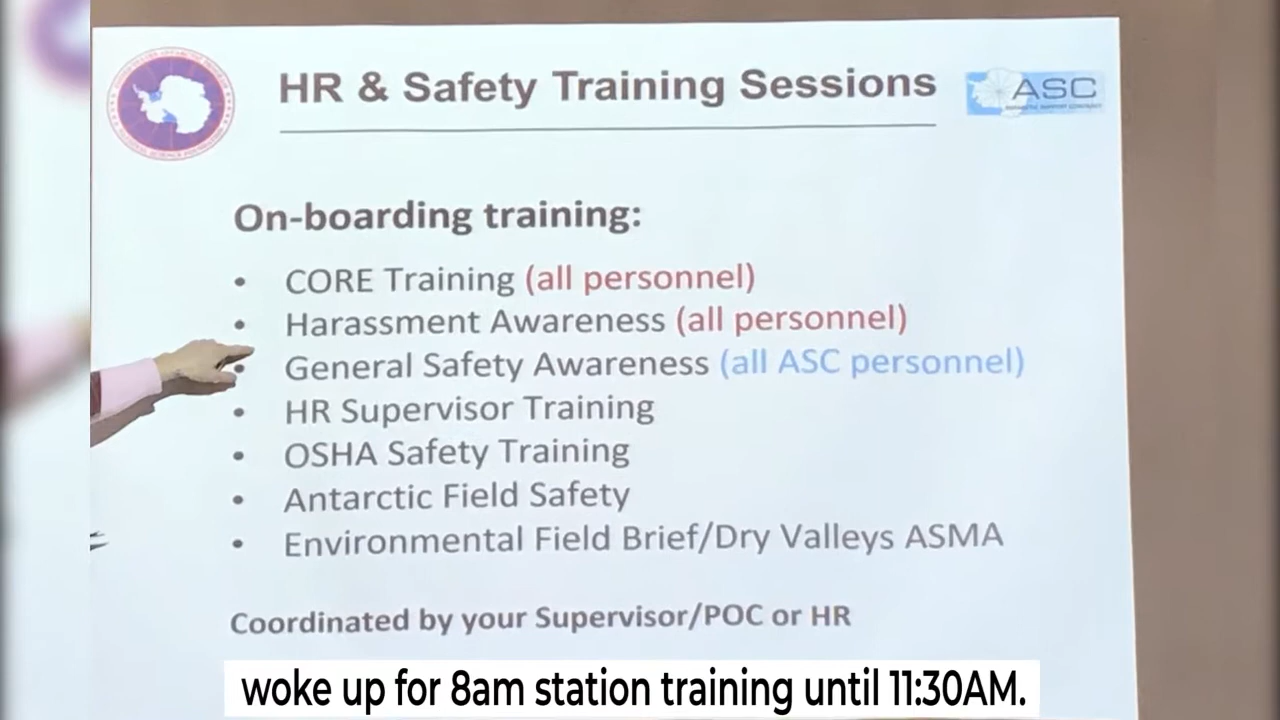 HR & Safety Training Sessions
ASC
On-boarding training:
• CORE Training (all personnel)
• Harassment Awareness (all personnel)
• General Safety Awareness (all ASC personnel)
• HR Supervisor Training
• OSHA Safety Training
• Antarctic Field Safety
• Environmental Field Brief/Dry Valleys ASMA
Coordinated by your Supervisor/POC or HR
woke up for 8am station training until 11:30AM.